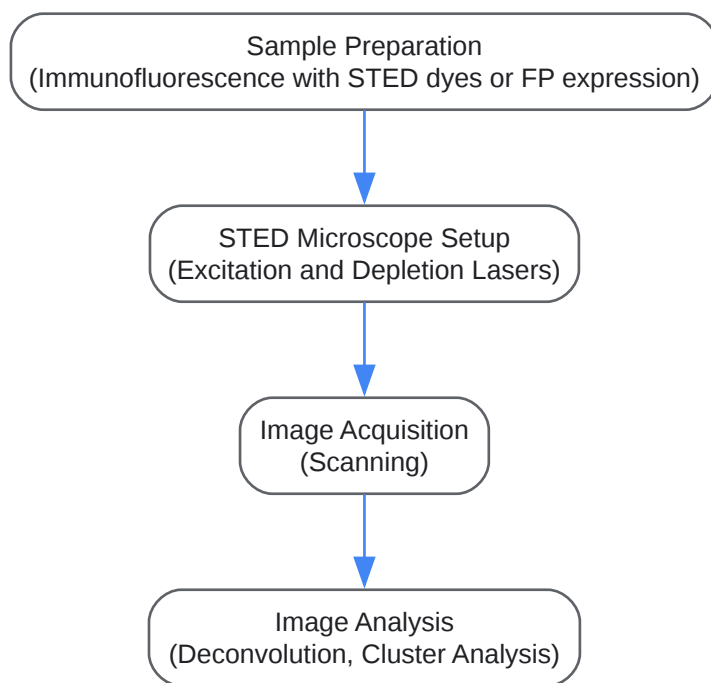 Sample Preparation
(Immunofluorescence with STED dyes or FP expression)
STED Microscope Setup
(Excitation and Depletion Lasers)
Image Acquisition
(Scanning)
Image Analysis
(Deconvolution, Cluster Analysis)